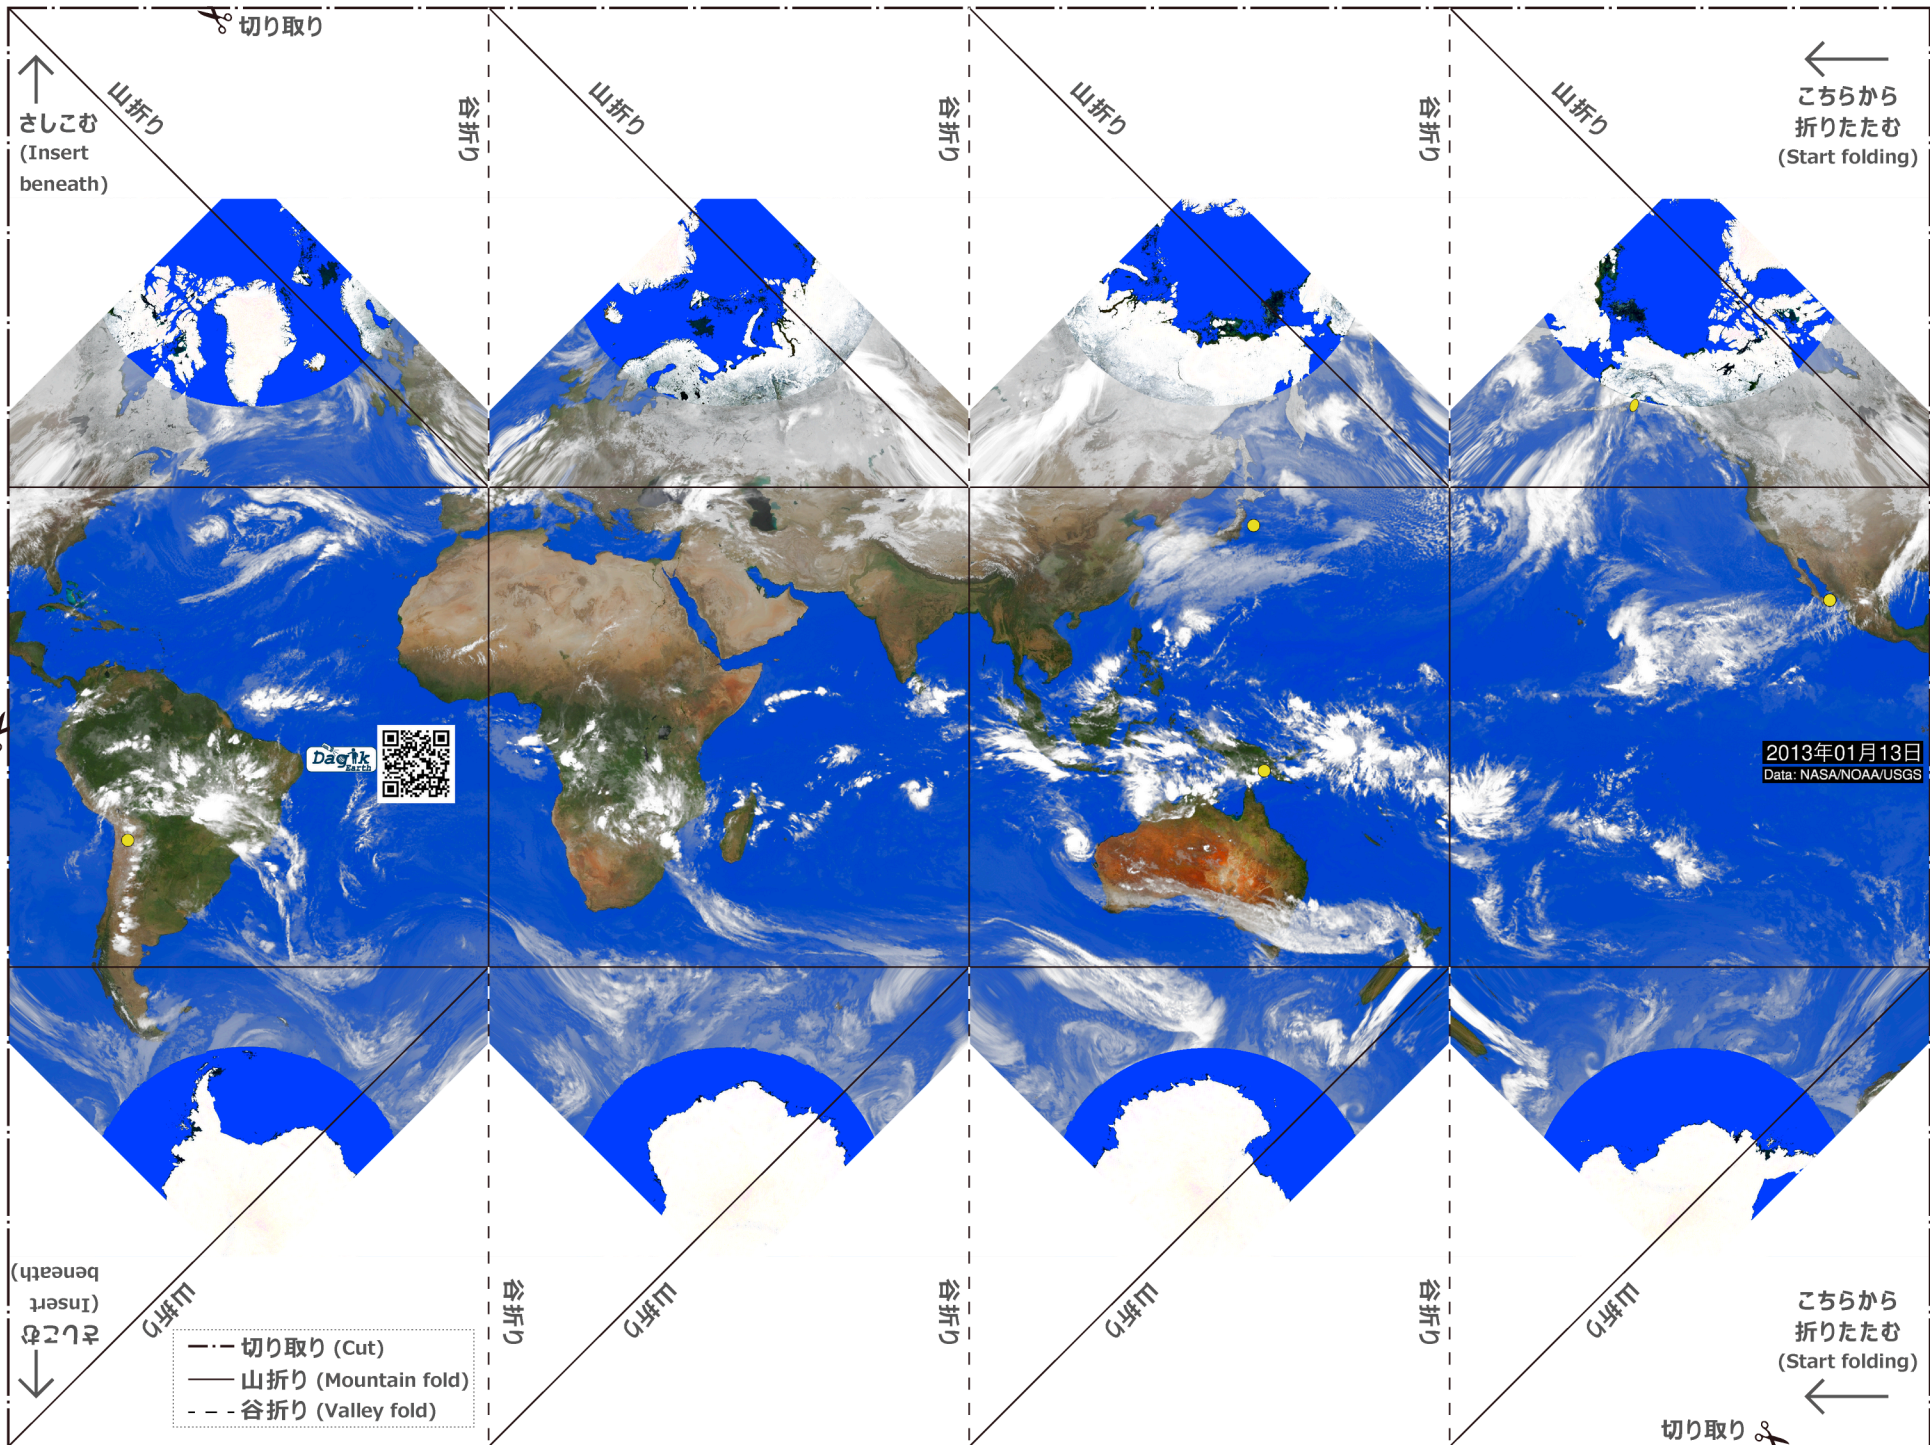 切り取り
さしこむ
(Insert
beneath)
山折り
谷折り
山折り
谷折り
山折り
谷折り
山折り
こちらから
折りたたむ
(Start folding)
Dagik
Earth
2013年01月13日
Data: NASA/NOAA/USGS
さしこむ
(Insert
beneath)
山折り
谷折り
山折り
谷折り
山折り
谷折り
山折り
こちらから
折りたたむ
(Start folding)
切り取り (Cut)
山折り (Mountain fold)
谷折り (Valley fold)
切り取り